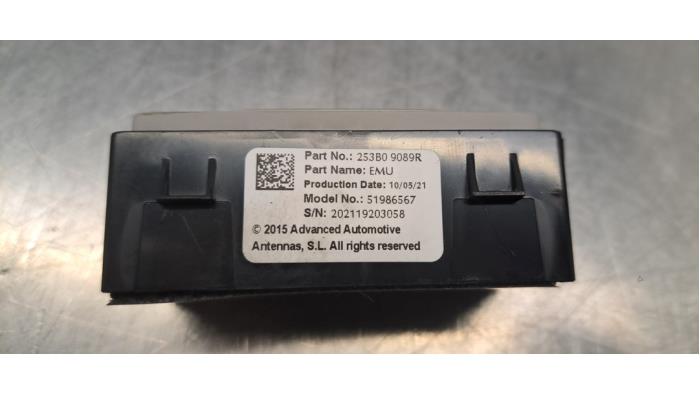 Part No.: 253B0 9089R
Part Name: EMU
Production Date: 10/05/21
Model No.: 51986567
S/N: 202119203058
© 2015 Advanced Automotive
Antennas, S.L. All rights reserved